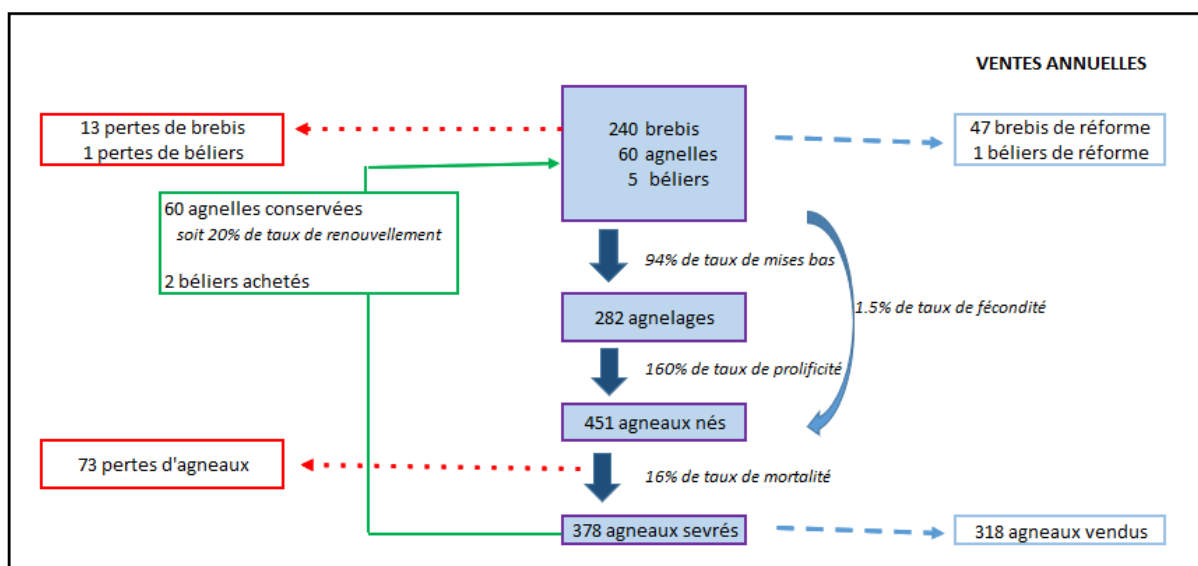 VENTES ANNUELLES
13 pertes de brebis
1 pertes de béliers
240 brebis
60 agnelles
5 béliers
47 brebis de réforme
1 béliers de réforme
60 agnelles conservées
soit 20% de taux de renouvellement
2 béliers achetés
94% de taux de mises bas
1.5% de taux de fécondité
282 agnelages
160% de taux de prolificité
451 agneaux nés
73 pertes d'agneaux
16% de taux de mortalité
378 agneaux sevrés
318 agneaux vendus